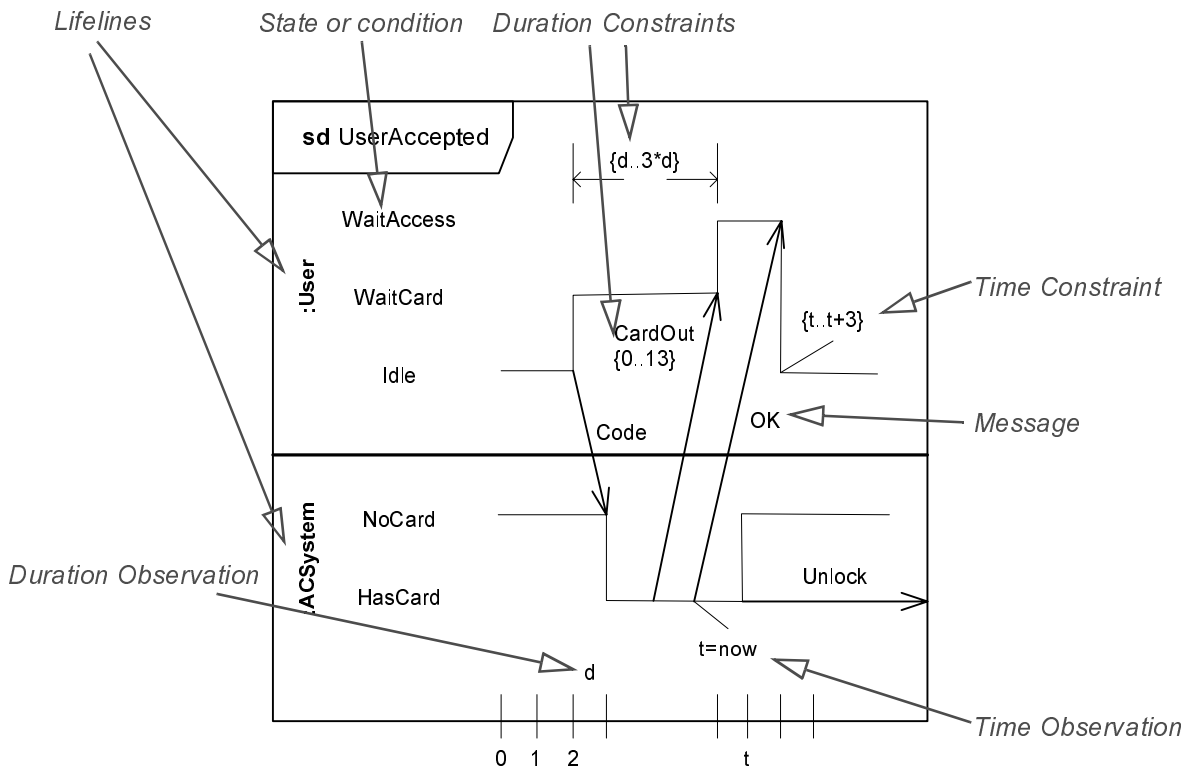 Lifelines
State or condition
Duration Constraints
sd UserAccepted
{d..3*d}
WaitAccess
:User
WaitCard
Time Constraint
{t..t+3}
CardOut
{0..13}
Idle
Code
OK
Message
:ACSystem
NoCard
Duration Observation
Unlock
HasCard
t=now
d
Time Observation
0 1 2 t